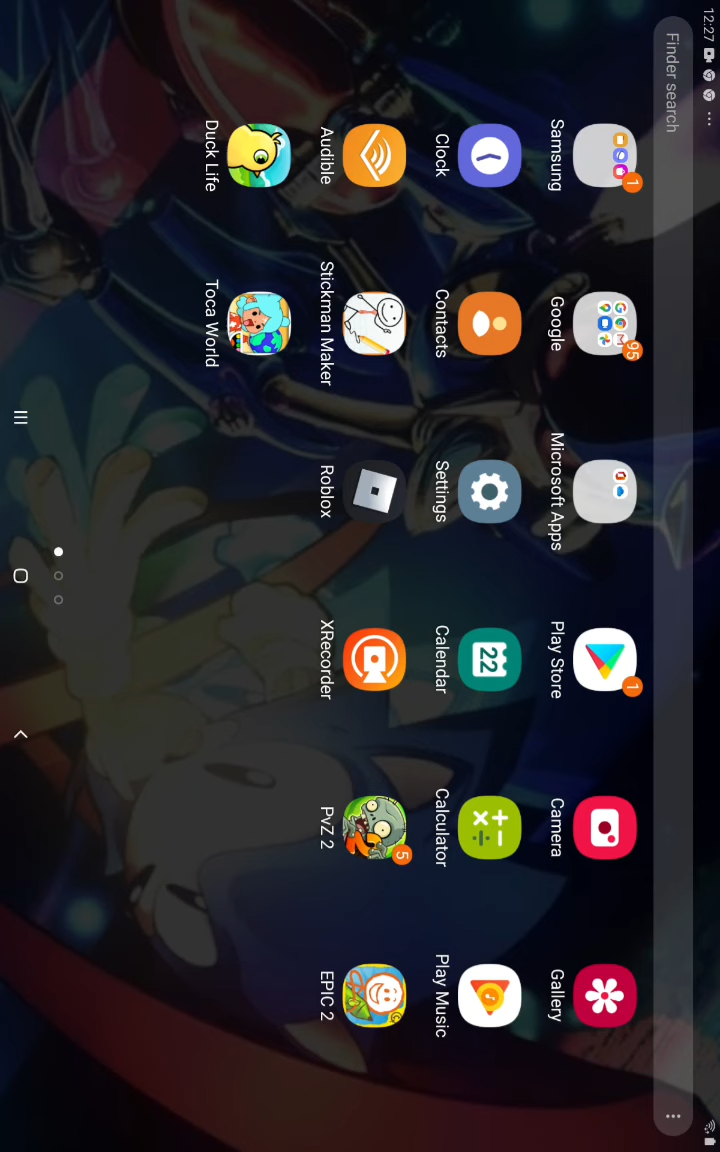 12:27
Finder search
1
95
1
Samsung
Google
Microsoft Apps
Play Store
Camera
Gallery
22
Clock
Contacts
Settings
Calendar
Calculator
Play Music
5
Audible
Stickman Maker
Roblox
XRecorder
PvZ 2
EPIC 2
Duck Life
Toca World